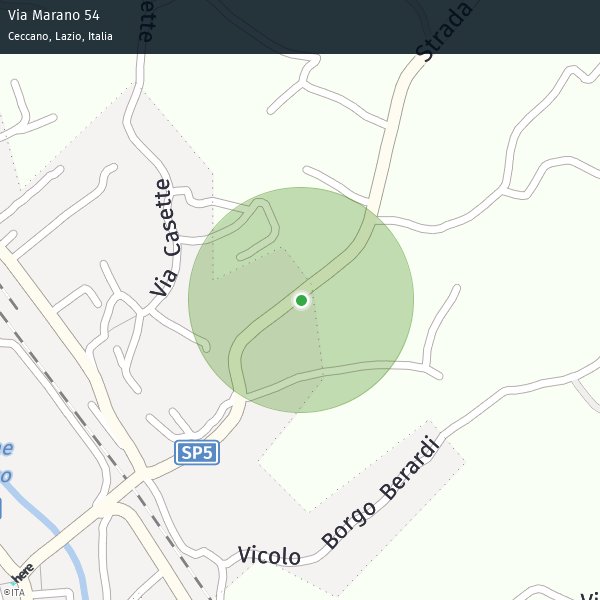 Via Marano 54
Ceccano, Lazio, Italia
Strada
ette
Via Casette
SP5
Borgo Berardi
Vicolo
here
©ITA